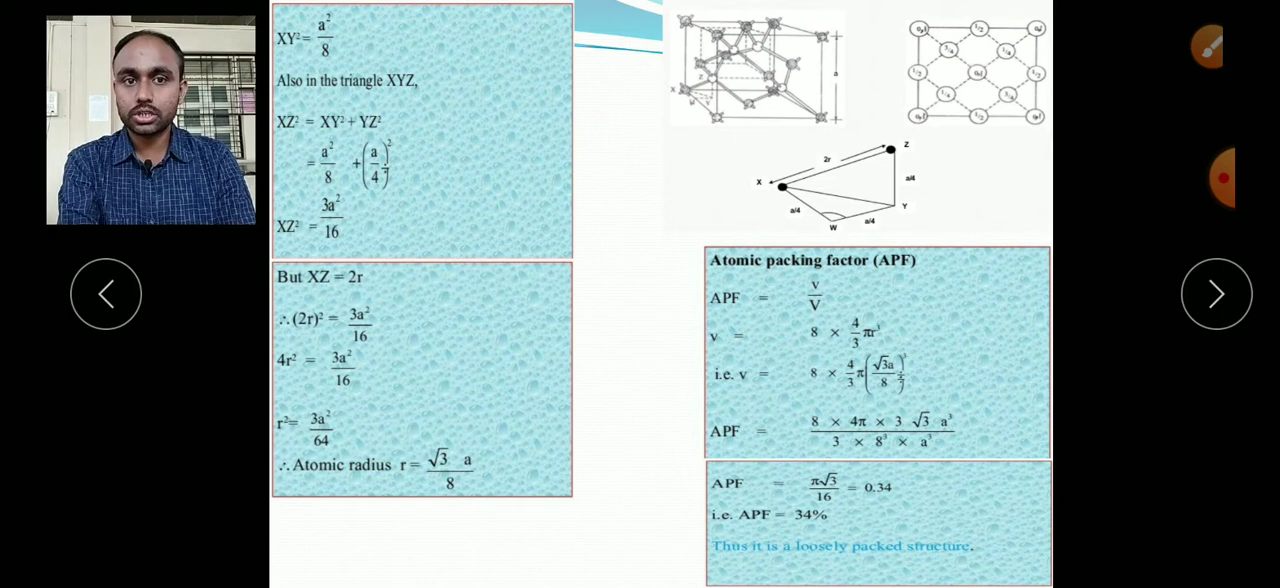 XY² = a²/8
Also in the triangle XYZ,
XZ² = XY² + YZ²
= a²/8 + (a/4)²
XZ² = 3a²/16
But XZ = 2r
∴ (2r)² = 3a²/16
4r² = 3a²/16
r² = 3a²/64
∴ Atomic radius r = √3 a/8
a
X
Z
W
2r
Z
X
a/4
Y
a/4
a/4
W
Atomic packing factor (APF)
APF = v/V
v = 8 × 4/3 πr³
i.e. v = 8 × 4/3 π(√3a/8)³
APF = 8 × 4π × 3 √3 a³ / 3 × 8³ × a³
APF = π√3/16 = 0.34
i.e. APF = 34%
Thus it is a loosely packed structure.